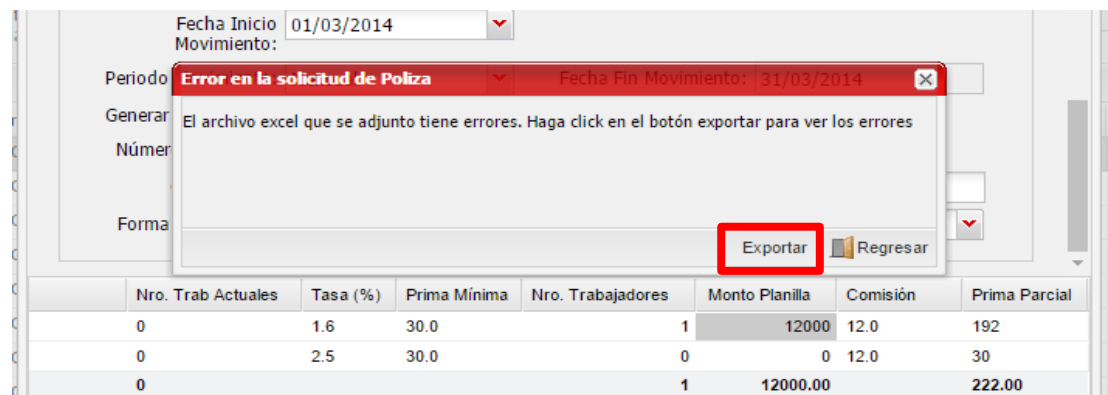 Fecha Inicio Movimiento: 01/03/2014
Periodo Fecha Fin Movimiento: 31/03/2014
Error en la solicitud de Poliza
Generar
El archivo excel que se adjunto tiene errores. Haga click en el botón exportar para ver los errores
Númer
Forma
Exportar Regresar
Nro. Trab Actuales Tasa (%) Prima Mínima Nro. Trabajadores Monto Planilla Comisión Prima Parcial
0 1.6 30.0 1 12000 12.0 192
0 2.5 30.0 0 0 12.0 30
0 1 12000.00 222.00